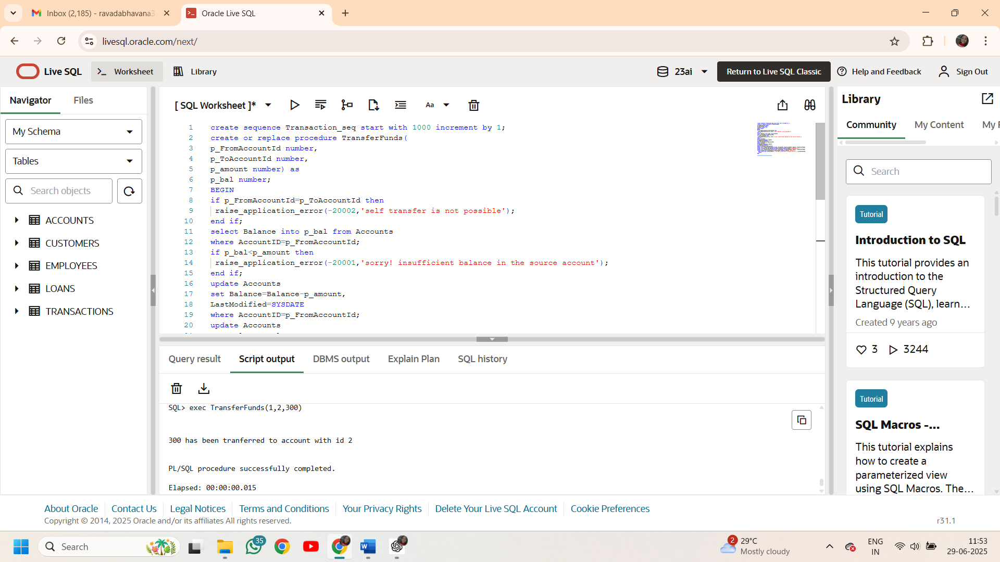 Inbox (2,185) - ravadabhavana3
Oracle Live SQL
livesql.oracle.com/next/
Live SQL
Worksheet
Library
23ai
Return to Live SQL Classic
Help and Feedback
Sign Out
Navigator
Files
My Schema
Tables
Search objects
ACCOUNTS
CUSTOMERS
EMPLOYEES
LOANS
TRANSACTIONS
[ SQL Worksheet ]*
Aa
1 create sequence Transaction_seq start with 1000 increment by 1;
2 create or replace procedure TransferFunds(
3 p_FromAccountId number,
4 p_ToAccountId number,
5 p_amount number) as
6 p_bal number;
7 BEGIN
8 if p_FromAccountId=p_ToAccountId then
9 raise_application_error(-20002,'self transfer is not possible');
10 end if;
11 select Balance into p_bal from Accounts
12 where AccountID=p_FromAccountId;
13 if p_bal<p_amount then
14 raise_application_error(-20001,'sorry! insufficient balance in the source account');
15 end if;
16 update Accounts
17 set Balance=Balance-p_amount,
18 LastModified=SYSDATE
19 where AccountID=p_FromAccountId;
20 update Accounts
Query result
Script output
DBMS output
Explain Plan
SQL history
SQL> exec TransferFunds(1,2,300)
300 has been tranferred to account with id 2
PL/SQL procedure successfully completed.
Elapsed: 00:00:00.015
Library
Community
My Content
Search
Tutorial
Introduction to SQL
This tutorial provides an
introduction to the
Structured Query
Language (SQL), learn...
Created 9 years ago
3
3244
Tutorial
SQL Macros -...
This tutorial explains
how to create a
parameterized view
using SQL Macros. The...
About Oracle
Contact Us
Legal Notices
Terms and Conditions
Your Privacy Rights
Delete Your Live SQL Account
Cookie Preferences
Copyright © 2014, 2025 Oracle and/or its affiliates All rights reserved.
r31.1
Search
35
2
29°C
Mostly cloudy
ENG
IN
11:53
29-06-2025